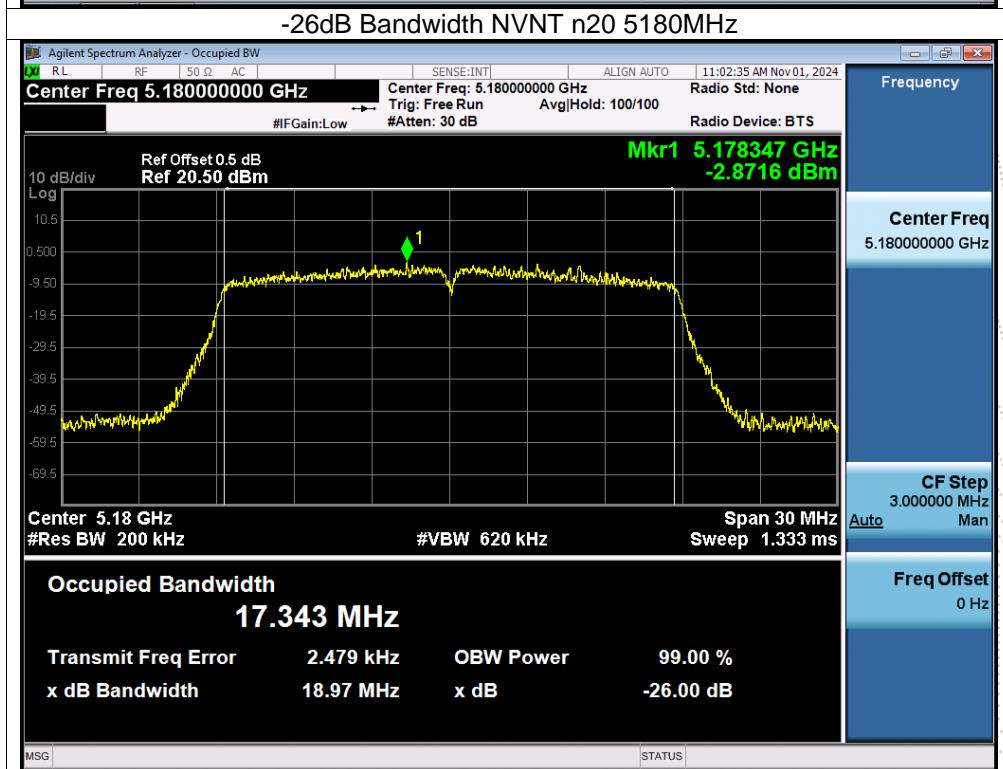 -26dB Bandwidth NVNT n20 5180MHz
Agilent Spectrum Analyzer - Occupied BW
LXI RL RF 50 Ω AC SENSE:INT ALIGN AUTO 11:02:35 AM Nov 01, 2024
Center Freq 5.180000000 GHz Center Freq: 5.180000000 GHz Radio Std: None
Trig: Free Run Avg|Hold: 100/100
#IFGain:Low #Atten: 30 dB Radio Device: BTS
Mkr1 5.178347 GHz
-2.8716 dBm
Ref Offset 0.5 dB
10 dB/div Ref 20.50 dBm
Log
10.5
0.500
-9.50
-19.5
-29.5
-39.5
-49.5
-59.5
-69.5
1
Center 5.18 GHz Span 30 MHz
#Res BW 200 kHz #VBW 620 kHz Sweep 1.333 ms
Occupied Bandwidth
17.343 MHz
Transmit Freq Error 2.479 kHz OBW Power 99.00 %
x dB Bandwidth 18.97 MHz x dB -26.00 dB
MSG STATUS
Frequency
Center Freq
5.180000000 GHz
CF Step
3.000000 MHz
Auto Man
Freq Offset
0 Hz